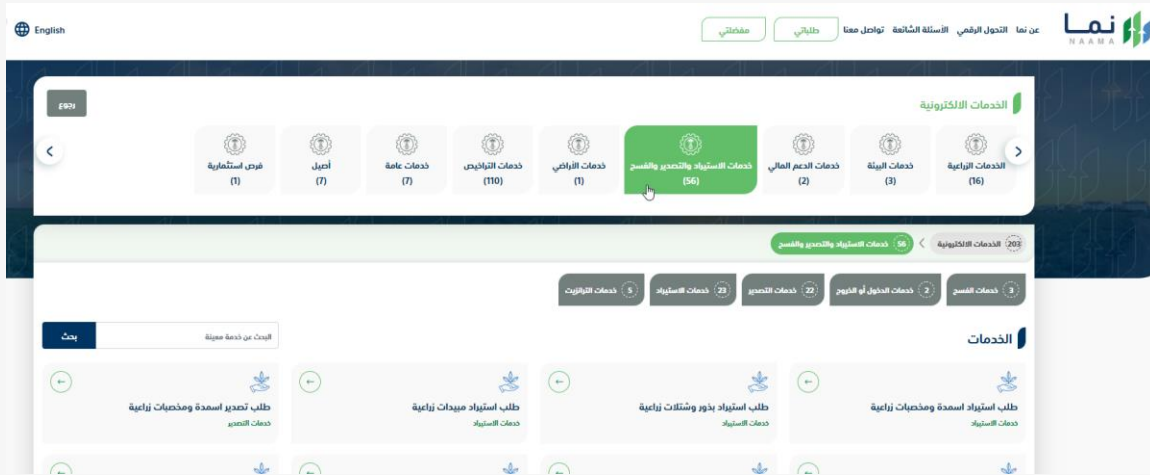 نما
NAAMA
عن نما التحول الرقمي الأسئلة الشائعة تواصل معنا طلباتي مفضلتي English
الخدمات الالكترونية
رجوع
الخدمات الزراعية (16)
خدمات البيئة (3)
خدمات الدعم المالي (2)
خدمات الاستيراد والتصدير والفسح (56)
خدمات الأراضي (1)
خدمات التراخيص (110)
خدمات عامة (7)
أصيل (7)
فرص استثمارية (1)
203 الخدمات الالكترونية 56 خدمات الاستيراد والتصدير والفسح
3 خدمات الفسح 2 خدمات الدخول أو الخروج 22 خدمات التصدير 23 خدمات الاستيراد 5 خدمات الترانزيت
الخدمات
البحث عن خدمة معينة بحث
طلب استيراد اسمدة ومخصبات زراعية
خدمات الاستيراد
طلب استيراد بذور وشتلات زراعية
خدمات الاستيراد
طلب استيراد مبيدات زراعية
خدمات الاستيراد
طلب تصدير اسمدة ومخصبات زراعية
خدمات التصدير